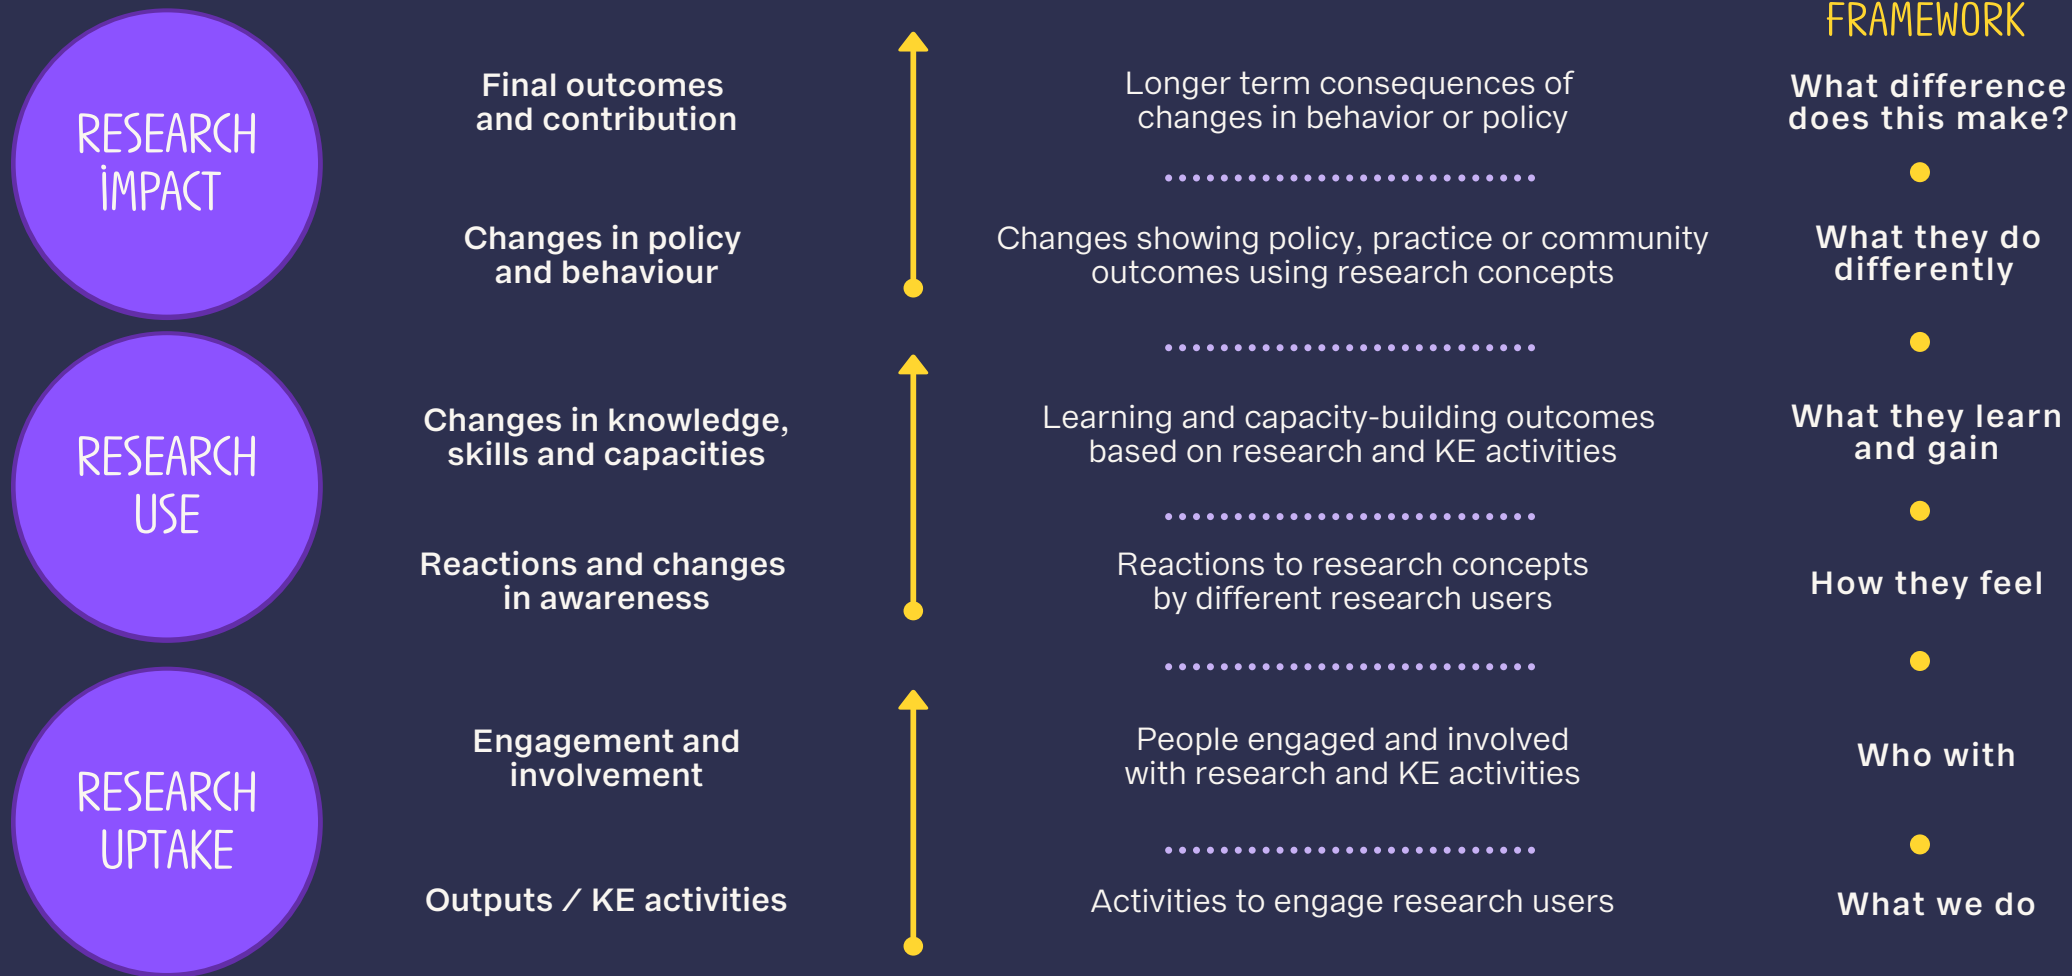 FRAMEWORK
RESEARCH
IMPACT
Final outcomes
and contribution
Longer term consequences of
changes in behavior or policy
What difference
does this make?
Changes in policy
and behaviour
Changes showing policy, practice or community
outcomes using research concepts
What they do
differently
RESEARCH
USE
Changes in knowledge,
skills and capacities
Learning and capacity-building outcomes
based on research and KE activities
What they learn
and gain
Reactions and changes
in awareness
Reactions to research concepts
by different research users
How they feel
RESEARCH
UPTAKE
Engagement and
involvement
People engaged and involved
with research and KE activities
Who with
Outputs / KE activities
Activities to engage research users
What we do